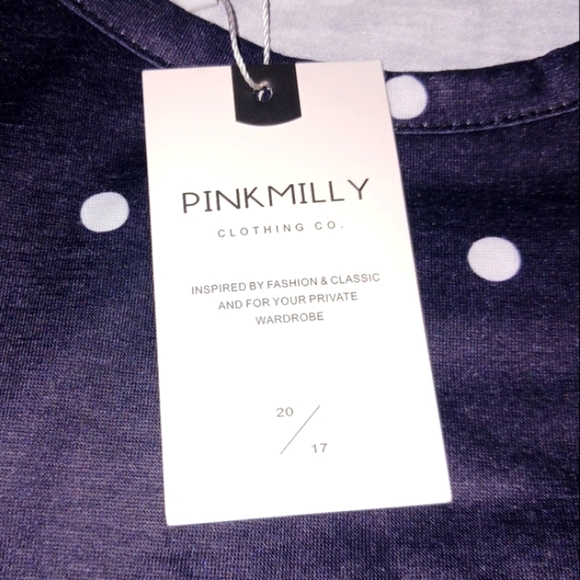 PINKMILLY
CLOTHING CO.
INSPIRED BY FASHION & CLASSIC
AND FOR YOUR PRIVATE
WARDROBE
20
17